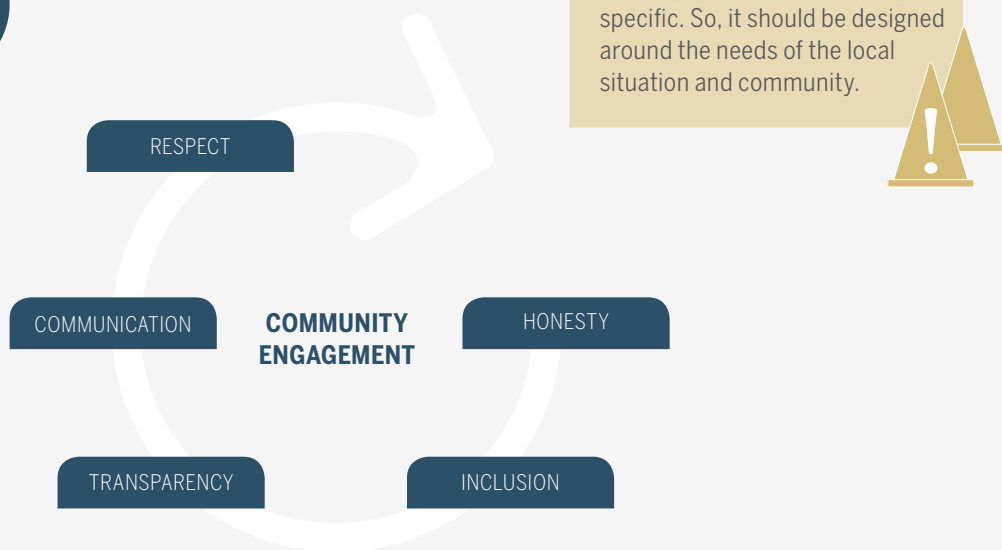 specific. So, it should be designed
around the needs of the local
situation and community.
!
RESPECT
COMMUNICATION
COMMUNITY
ENGAGEMENT
HONESTY
TRANSPARENCY
INCLUSION